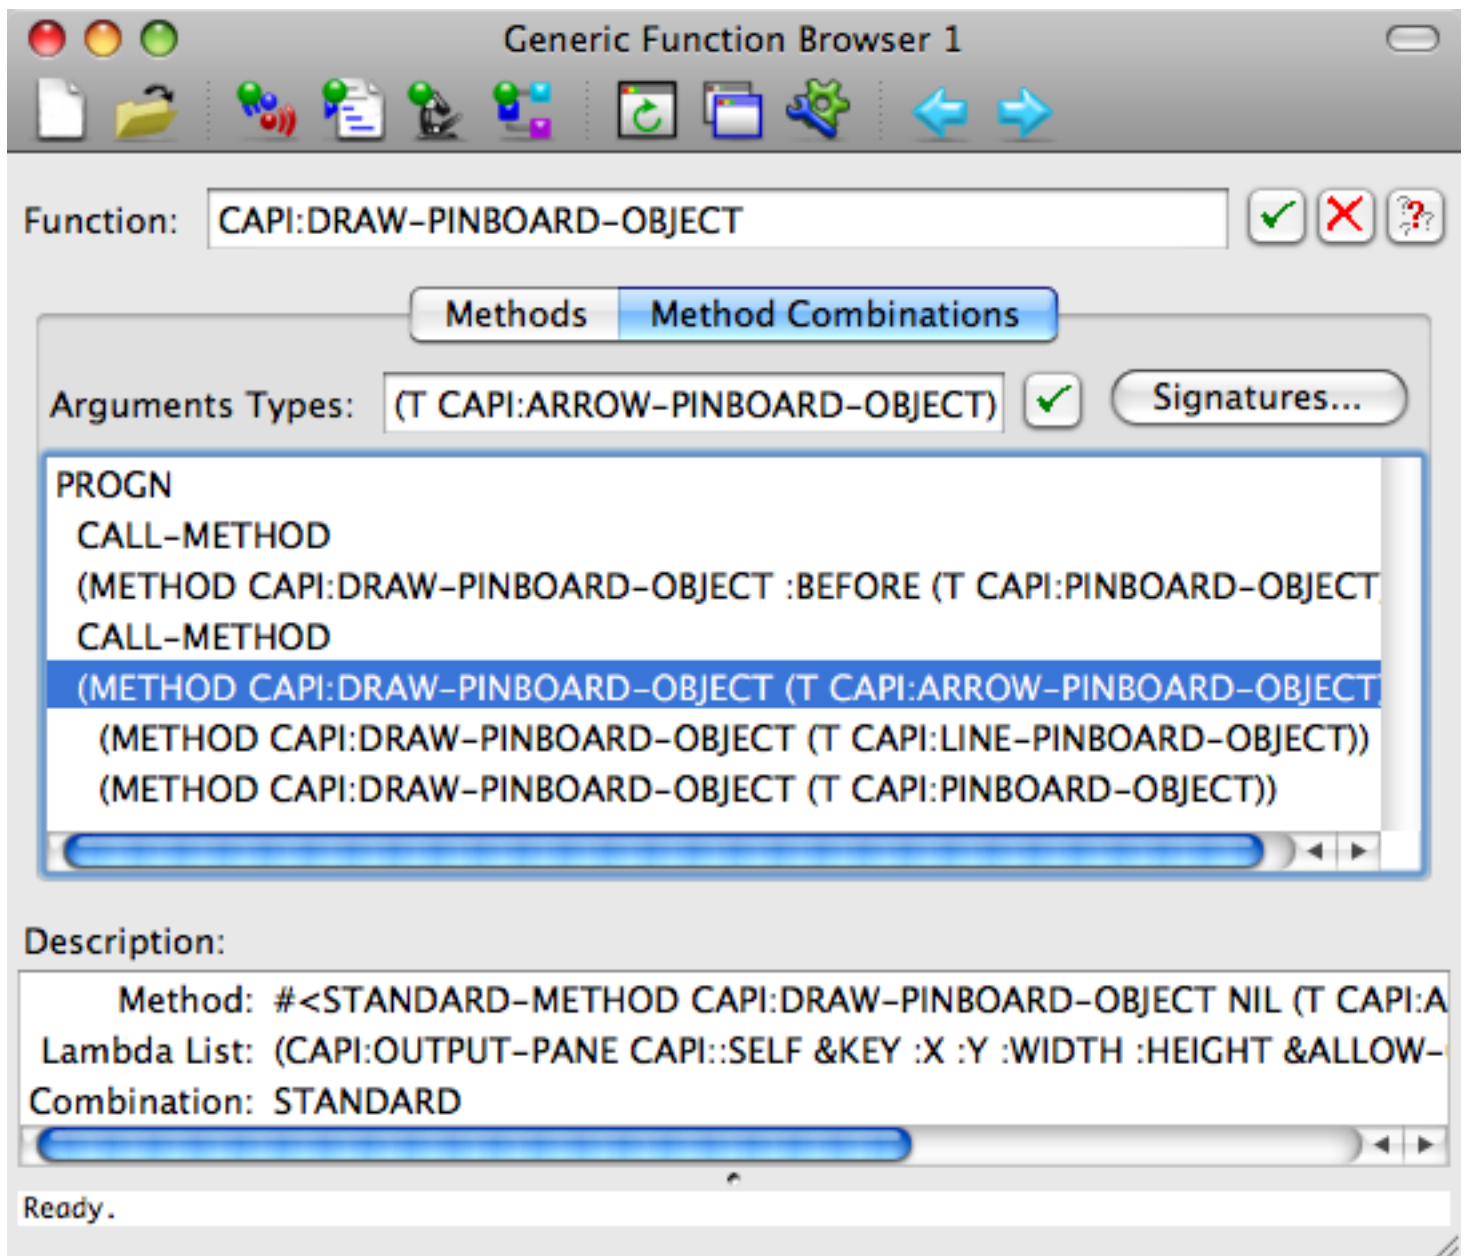 Generic Function Browser 1
Function: CAPI:DRAW-PINBOARD-OBJECT
Methods Method Combinations
Arguments Types: (T CAPI:ARROW-PINBOARD-OBJECT) Signatures...
PROGN
CALL-METHOD
(METHOD CAPI:DRAW-PINBOARD-OBJECT :BEFORE (T CAPI:PINBOARD-OBJECT
CALL-METHOD
(METHOD CAPI:DRAW-PINBOARD-OBJECT (T CAPI:ARROW-PINBOARD-OBJECT
(METHOD CAPI:DRAW-PINBOARD-OBJECT (T CAPI:LINE-PINBOARD-OBJECT))
(METHOD CAPI:DRAW-PINBOARD-OBJECT (T CAPI:PINBOARD-OBJECT))
Description:
Method: #<STANDARD-METHOD CAPI:DRAW-PINBOARD-OBJECT NIL (T CAPI:A
Lambda List: (CAPI:OUTPUT-PANE CAPI::SELF &KEY :X :Y :WIDTH :HEIGHT &ALLOW-
Combination: STANDARD
Ready.